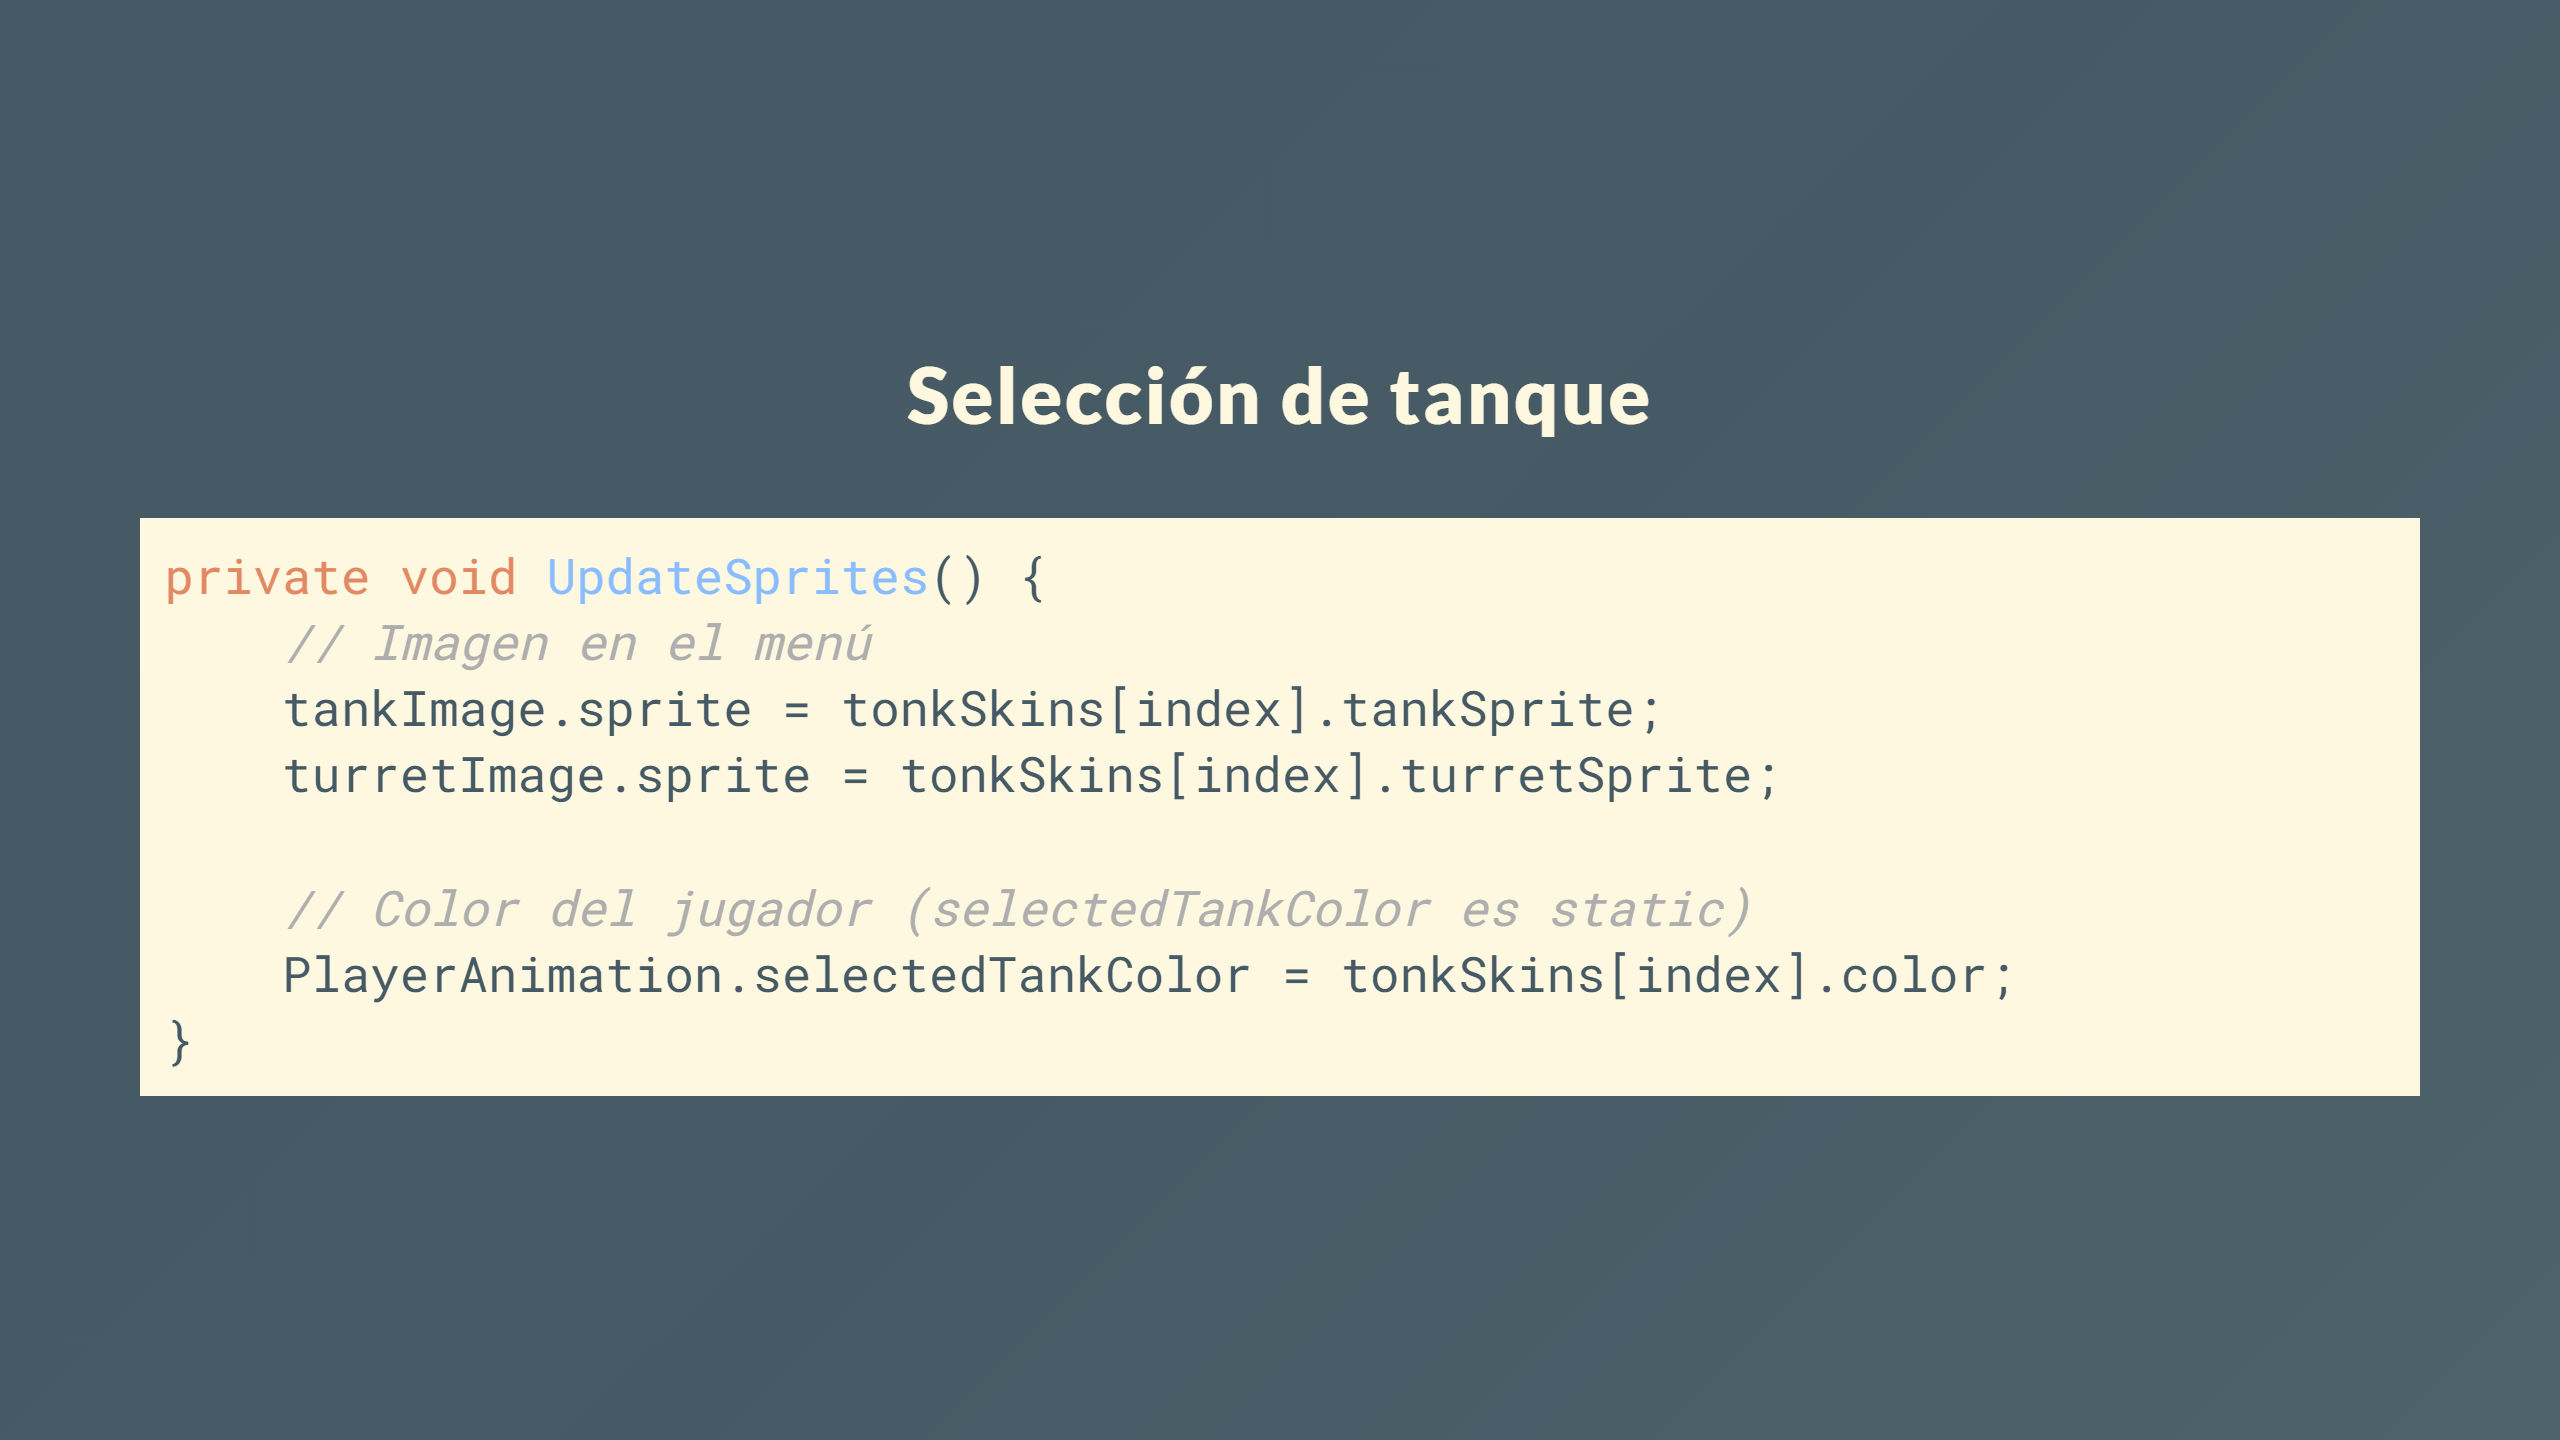 Selección de tanque
private void UpdateSprites() {
    // Imagen en el menú
    tankImage.sprite = tonkSkins[index].tankSprite;
    turretImage.sprite = tonkSkins[index].turretSprite;

    // Color del jugador (selectedTankColor es static)
    PlayerAnimation.selectedTankColor = tonkSkins[index].color;
}